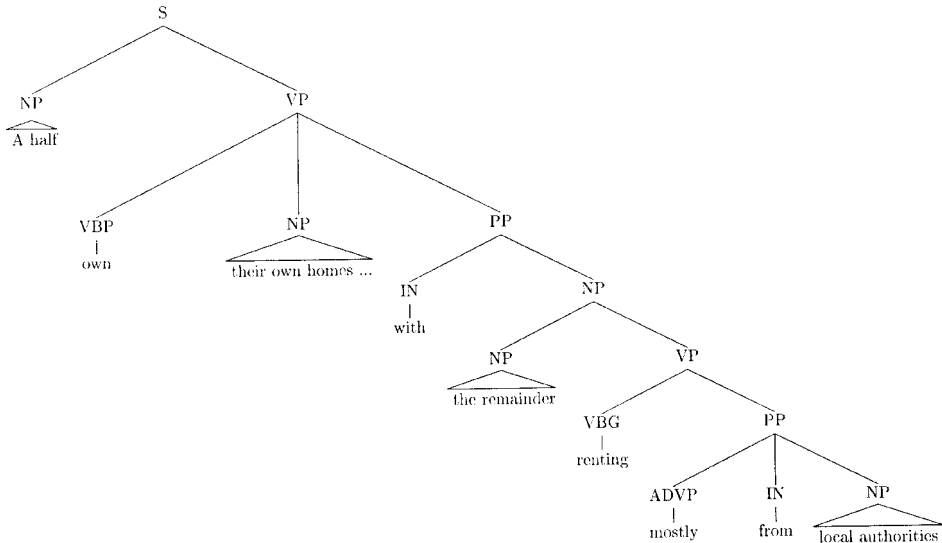 S
NP VP
A half
VBP NP PP
own their own homes ...
IN NP
with
NP VP
the remainder
VBG PP
renting
ADVP IN NP
mostly from local authorities